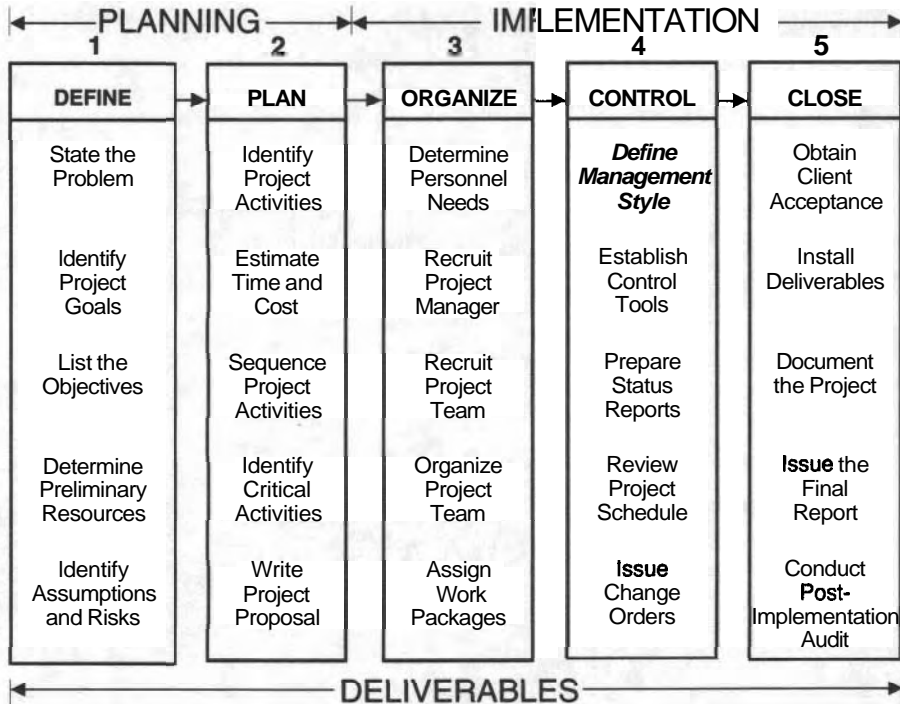 PLANNING
IMPLEMENTATION
1
2
3
4
5
DEFINE
PLAN
ORGANIZE
CONTROL
CLOSE
State the
Problem
Identify
Project
Goals
List the
Objectives
Determine
Preliminary
Resources
Identify
Assumptions
and Risks
Identify
Project
Activities
Estimate
Time and
Cost
Sequence
Project
Activities
Identify
Critical
Activities
Write
Project
Proposal
Determine
Personnel
Needs
Recruit
Project
Manager
Recruit
Project
Team
Organize
Project
Team
Assign
Work
Packages
Define
Management
Style
Establish
Control
Tools
Prepare
Status
Reports
Review
Project
Schedule
Issue
Change
Orders
Obtain
Client
Acceptance
Install
Deliverables
Document
the Project
Issue the
Final
Report
Conduct
Post-
Implementation
Audit
DELIVERABLES